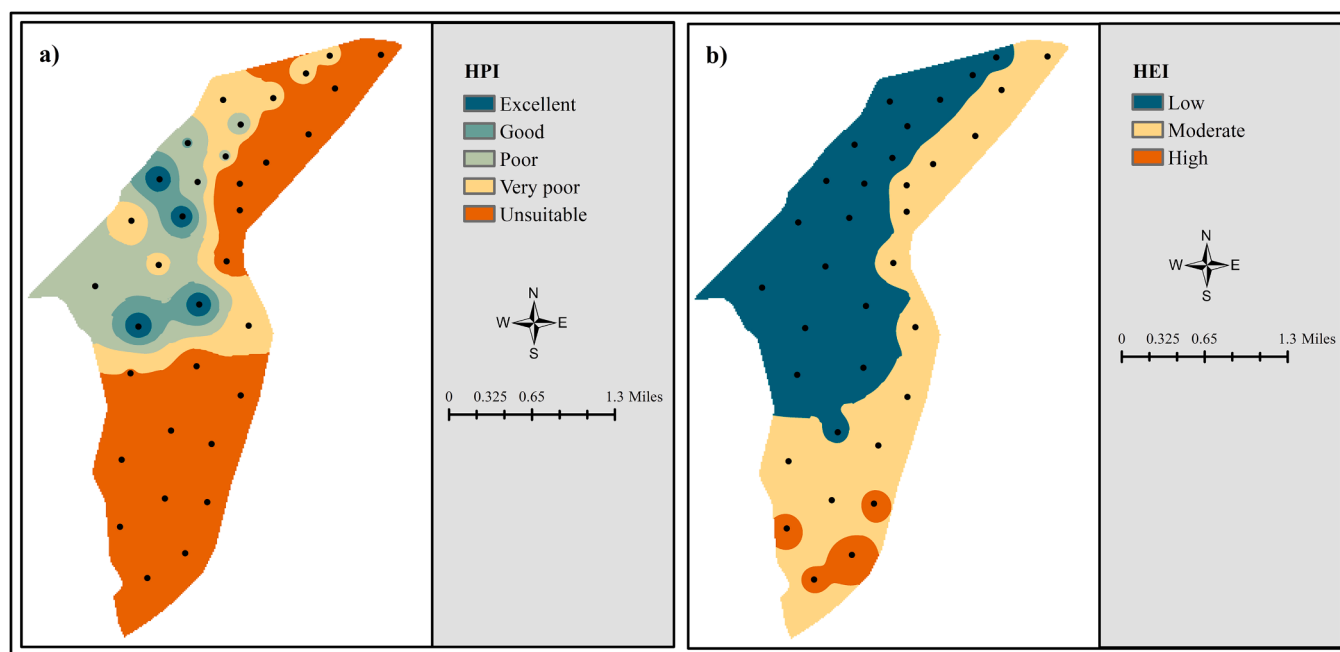 a)
HPI
Excellent
Good
Poor
Very poor
Unsuitable
N
W E
S
0 0.325 0.65 1.3 Miles
b)
HEI
Low
Moderate
High
N
W E
S
0 0.325 0.65 1.3 Miles